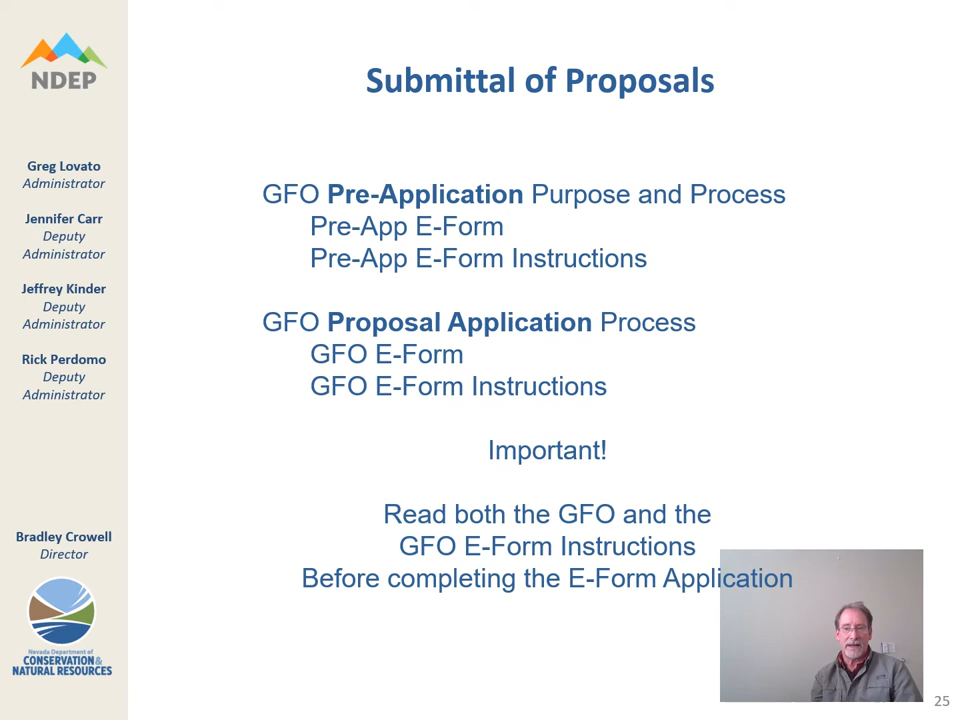 NDEP
Greg Lovato
Administrator
Jennifer Carr
Deputy
Administrator
Jeffrey Kinder
Deputy
Administrator
Rick Perdomo
Deputy
Administrator
Bradley Crowell
Director
Nevada Department of
CONSERVATION &
NATURAL RESOURCES
Submittal of Proposals
GFO Pre-Application Purpose and Process
Pre-App E-Form
Pre-App E-Form Instructions
GFO Proposal Application Process
GFO E-Form
GFO E-Form Instructions
Important!
Read both the GFO and the
GFO E-Form Instructions
Before completing the E-Form Application
25